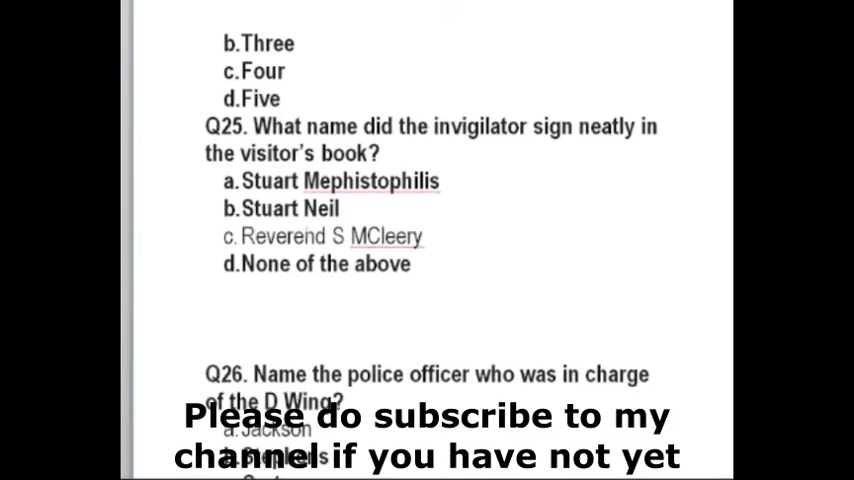 b.Three
c.Four
d.Five
Q25. What name did the invigilator sign neatly in
the visitor's book?
a.Stuart Mephistophilis
b.Stuart Neil
c.Reverend S MCleery
d.None of the above
Q26. Name the police officer who was in charge
of the D Wing?
Please do subscribe to my
a.Jackson
channel if you have not yet
b.Stephens